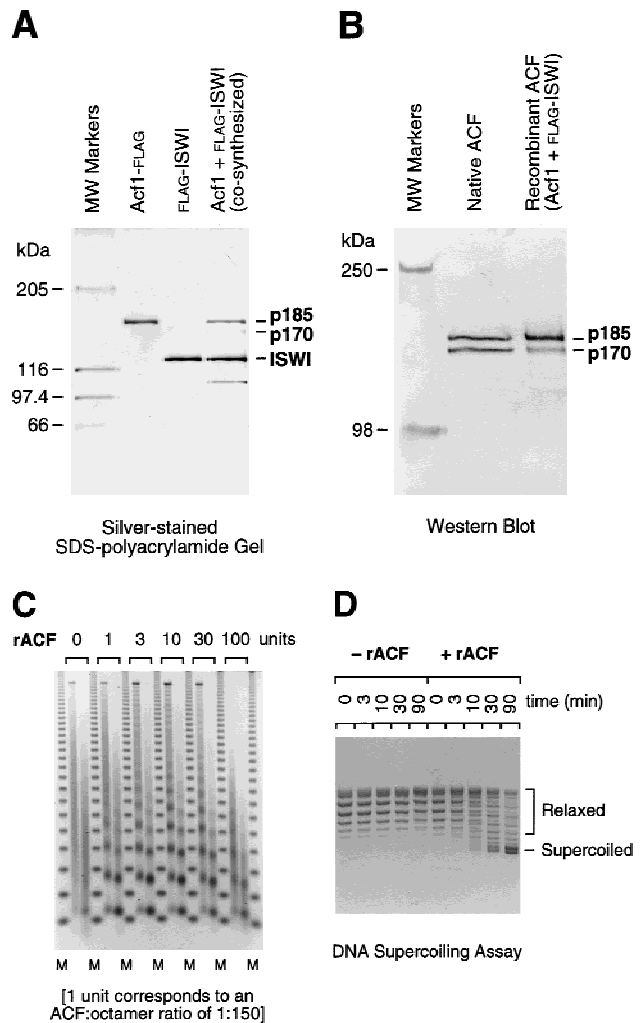 A
MW Markers
Acf1-FLAG
FLAG-ISWI
Acf1 + FLAG-ISWI
(co-synthesized)
kDa
205
116
97.4
66
p185
p170
ISWI
Silver-stained
SDS-polyacrylamide Gel
B
MW Markers
Native ACF
Recombinant ACF
(Acf1 + FLAG-ISWI)
kDa
250
98
p185
p170
Western Blot
C
rACF 0 1 3 10 30 100 units
M M M M M M M
[1 unit corresponds to an
ACF:octamer ratio of 1:150]
D
– rACF + rACF
0 3 10 30 90 0 3 10 30 90 time (min)
Relaxed
Supercoiled
DNA Supercoiling Assay